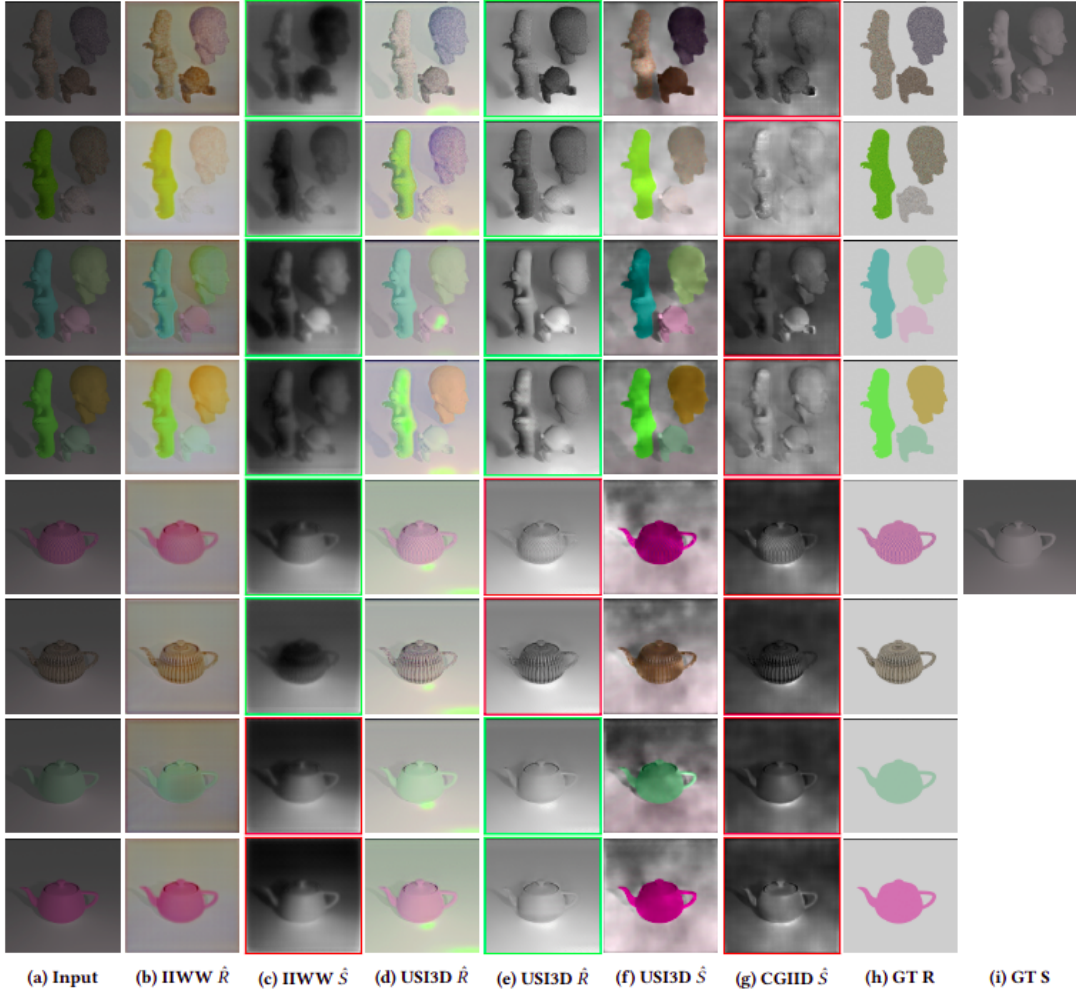 (a) Input (b) IIWW R̂ (c) IIWW Ŝ (d) USI3D R̂ (e) USI3D R̂ (f) USI3D Ŝ (g) CGIID Ŝ (h) GT R (i) GT S